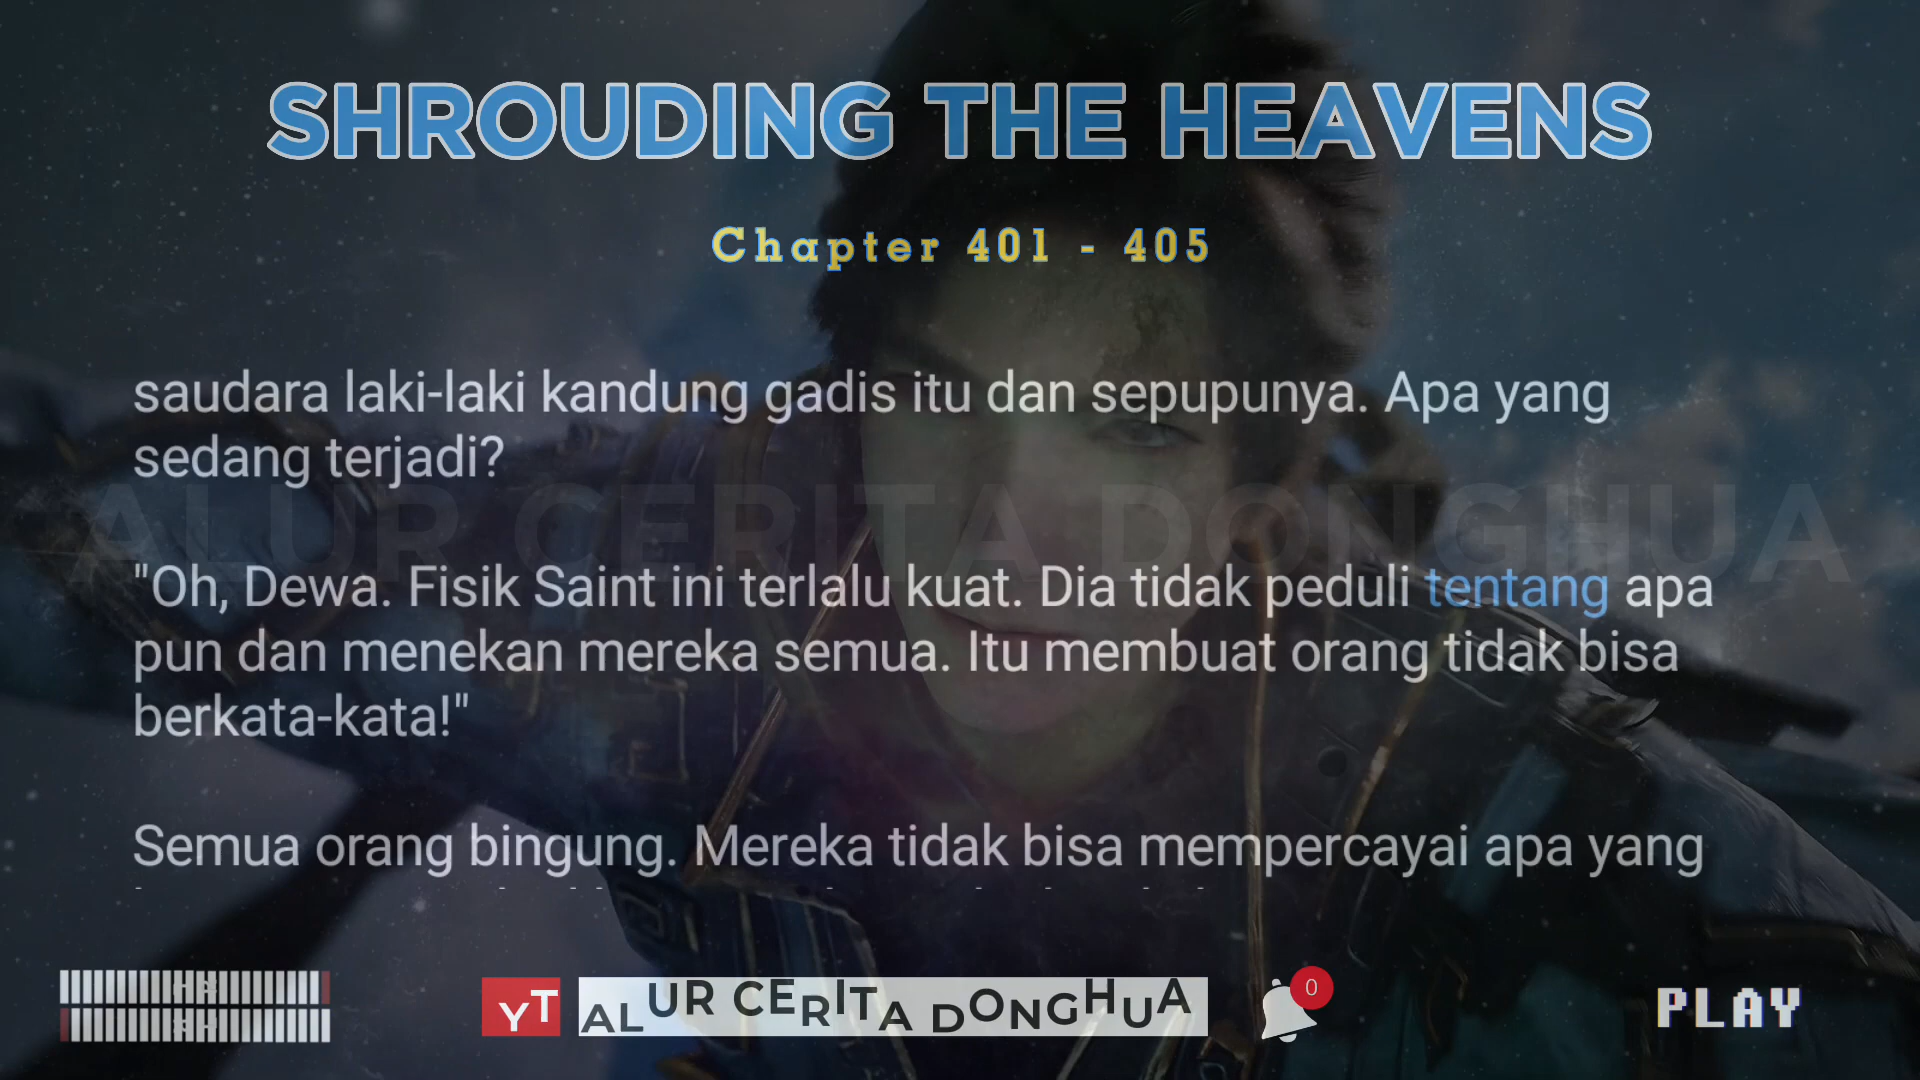 SHROUDING THE HEAVENS
Chapter 401 - 405
saudara laki-laki kandung gadis itu dan sepupunya. Apa yang
sedang terjadi?
ALUR CERITA DONGHUA
"Oh, Dewa. Fisik Saint ini terlalu kuat. Dia tidak peduli tentang apa
pun dan menekan mereka semua. Itu membuat orang tidak bisa
berkata-kata!"
Semua orang bingung. Mereka tidak bisa mempercayai apa yang
YT ALUR CERITA DONGHUA 0 PLAY